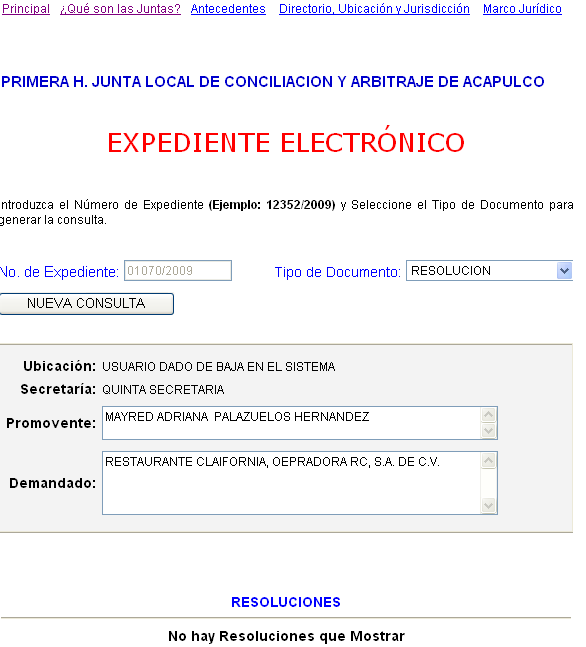 Principal ¿Qué son las Juntas? Antecedentes Directorio, Ubicación y Jurisdicción Marco Jurídico
PRIMERA H. JUNTA LOCAL DE CONCILIACION Y ARBITRAJE DE ACAPULCO
EXPEDIENTE ELECTRÓNICO
ntroduzca el Número de Expediente (Ejemplo: 12352/2009) y Seleccione el Tipo de Documento para
generar la consulta.
No. de Expediente: 01070/2009 Tipo de Documento: RESOLUCION
NUEVA CONSULTA
Ubicación: USUARIO DADO DE BAJA EN EL SISTEMA
Secretaría: QUINTA SECRETARIA
Promovente: MAYRED ADRIANA PALAZUELOS HERNANDEZ
Demandado: RESTAURANTE CLAIFORNIA, OEPRADORA RC, S.A. DE C.V.
RESOLUCIONES
No hay Resoluciones que Mostrar